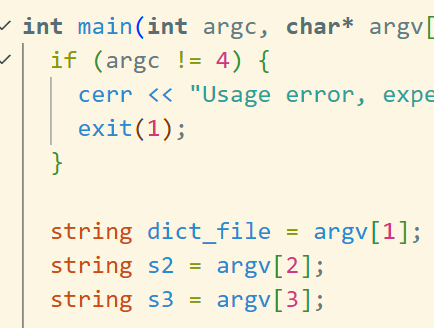 int main(int argc, char* argv[
if (argc != 4) {
cerr << "Usage error,
exit(1);
}
string dict_file = argv[1];
string s2 = argv[2];
string s3 = argv[3];